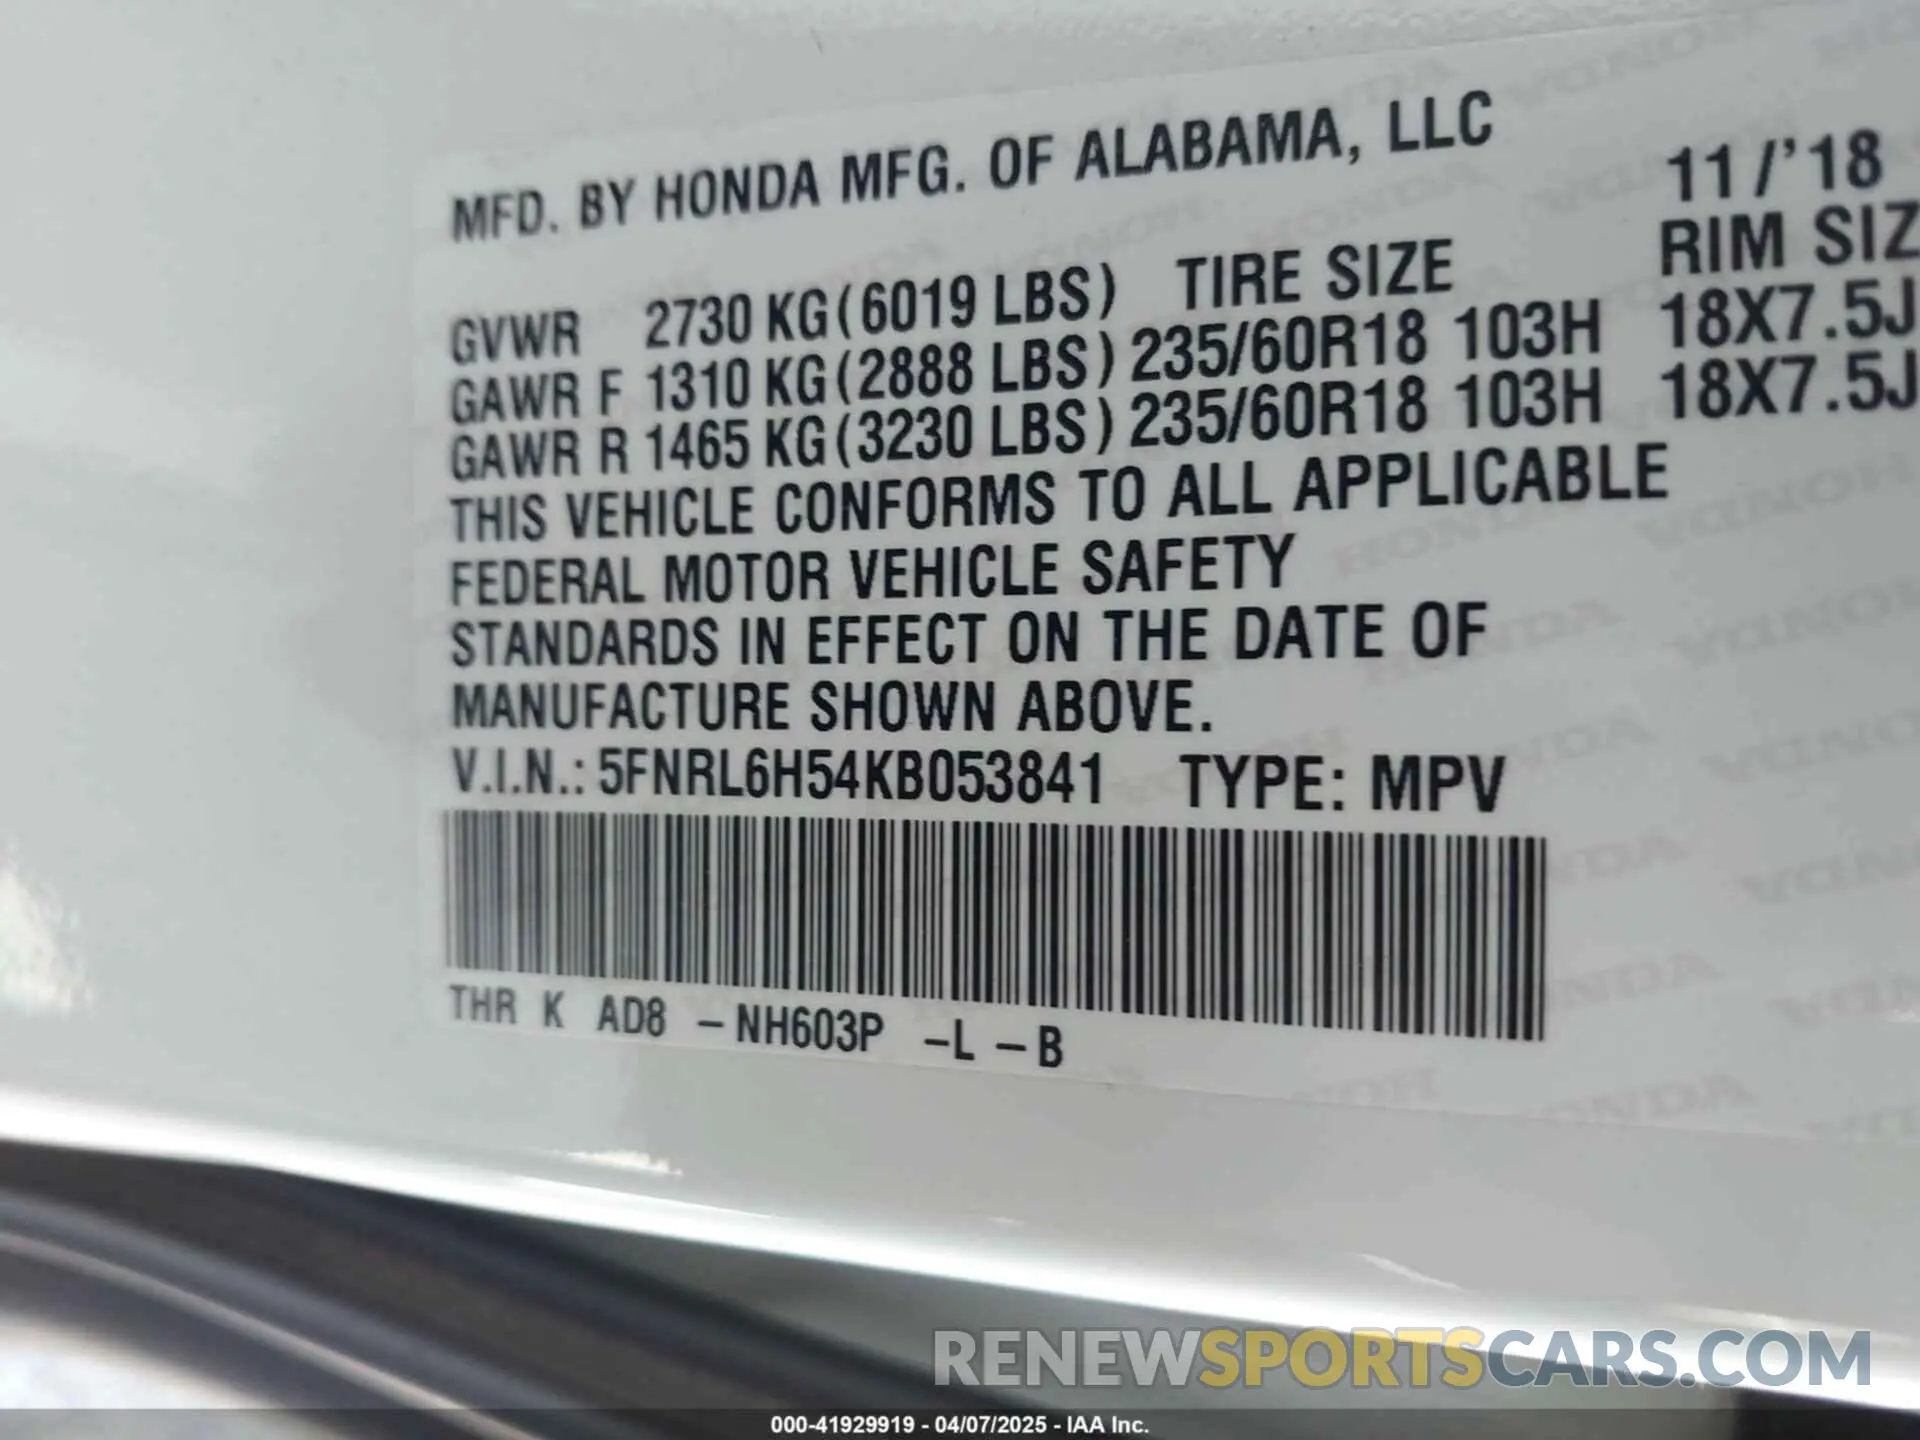 MFD. BY HONDA MFG. OF ALABAMA, LLC 11/'18
GVWR 2730 KG(6019 LBS) TIRE SIZE RIM SIZ
GAWR F 1310 KG(2888 LBS) 235/60R18 103H 18X7.5J
GAWR R 1465 KG(3230 LBS) 235/60R18 103H 18X7.5J
THIS VEHICLE CONFORMS TO ALL APPLICABLE
FEDERAL MOTOR VEHICLE SAFETY
STANDARDS IN EFFECT ON THE DATE OF
MANUFACTURE SHOWN ABOVE.
V.I.N.: 5FNRL6H54KB053841 TYPE: MPV
THR K AD8 -NH603P -L -B
RENEWSPORTSCARS.COM
000-41929919 - 04/07/2025 - IAA Inc.